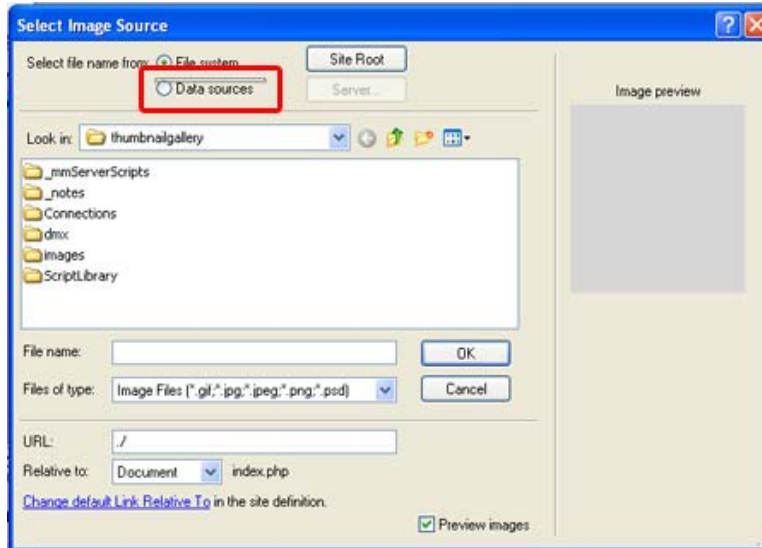 Select Image Source
Select file name from: File system
Site Root
Data sources
Server...
Image preview
Look in: thumbnailgallery
_mmServerScripts
_notes
Connections
dmx
images
ScriptLibrary
File name:
OK
Files of type: Image Files (*.gif;*.jpg;*.jpeg;*.png;*.psd)
Cancel
URL: ./
Relative to: Document index.php
Change default Link Relative To in the site definition.
Preview images